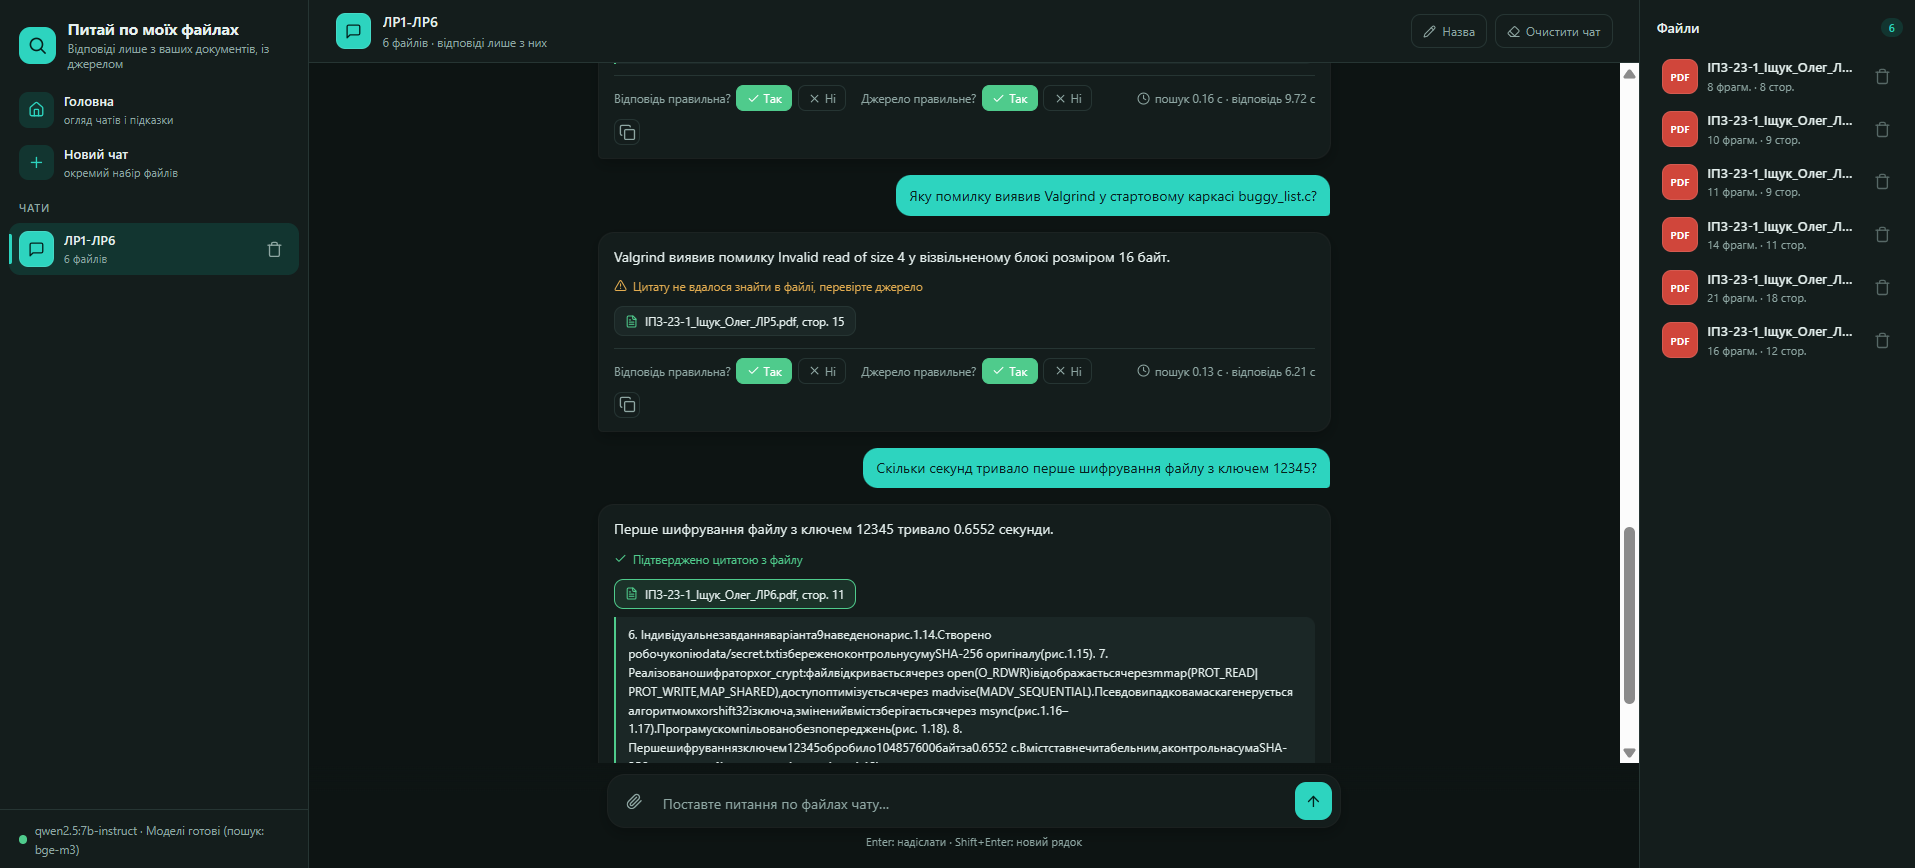 Питай по моїх файлах
Відповіді лише з ваших документів, із
джерелом
Головна
огляд чатів і підказки
Новий чат
окремий набір файлів
ЧАТИ
ЛР1-ЛР6
6 файлів
qwen2.5:7b-instruct · Моделі готові (пошук:
bge-m3)
ЛР1-ЛР6
6 файлів · відповіді лише з них
Назва
Очистити чат
Відповідь правильна? Так Ні Джерело правильне? Так Ні пошук 0.16 с · відповідь 9.72 с
Яку помилку виявив Valgrind у стартовому каркасі buggy_list.c?
Valgrind виявив помилку Invalid read of size 4 у візвільненому блокі розміром 16 байт.
Цитату не вдалося знайти в файлі, перевірте джерело
ІПЗ-23-1_Іщук_Олег_ЛР5.pdf, стор. 15
Відповідь правильна? Так Ні Джерело правильне? Так Ні пошук 0.13 с · відповідь 6.21 с
Скільки секунд тривало перше шифрування файлу з ключем 12345?
Перше шифрування файлу з ключем 12345 тривало 0.6552 секунди.
Підтверджено цитатою з файлу
ІПЗ-23-1_Іщук_Олег_ЛР6.pdf, стор. 11
6. Індивідуальнезавданняваріанта9наведенонарис.1.14.Створено
робочукопіюdata/secret.txtізбереженоконтрольнусумуSHA-256 оригіналу(рис.1.15). 7.
Реалізованошифраторxor_crypt:файлвідкриваєтьсячерез open(O_RDWR)івідображаєтьсячерезmmap(PROT_READ|
PROT_WRITE,MAP_SHARED),доступоптимізуєтьсячерез madvise(MADV_SEQUENTIAL).Псевдовипадковамаскагенерується
алгоритмомxorshift32ізключа,зміненийвмістзберігаєтьсячерез msync(рис.1.16–
1.17).Програмускомпільованобезпопереджень(рис. 1.18). 8.
Першешифруваннязключем12345обробило1048576006байтза0.6552 с.Вмістставнечитабельним,аконтрольнасумаSHA-
Поставте питання по файлах чату...
Enter: надіслати · Shift+Enter: новий рядок
Файли
6
PDF
ІПЗ-23-1_Іщук_Олег_Л...
8 фрагм. · 8 стор.
PDF
ІПЗ-23-1_Іщук_Олег_Л...
10 фрагм. · 9 стор.
PDF
ІПЗ-23-1_Іщук_Олег_Л...
11 фрагм. · 9 стор.
PDF
ІПЗ-23-1_Іщук_Олег_Л...
14 фрагм. · 11 стор.
PDF
ІПЗ-23-1_Іщук_Олег_Л...
21 фрагм. · 18 стор.
PDF
ІПЗ-23-1_Іщук_Олег_Л...
16 фрагм. · 12 стор.